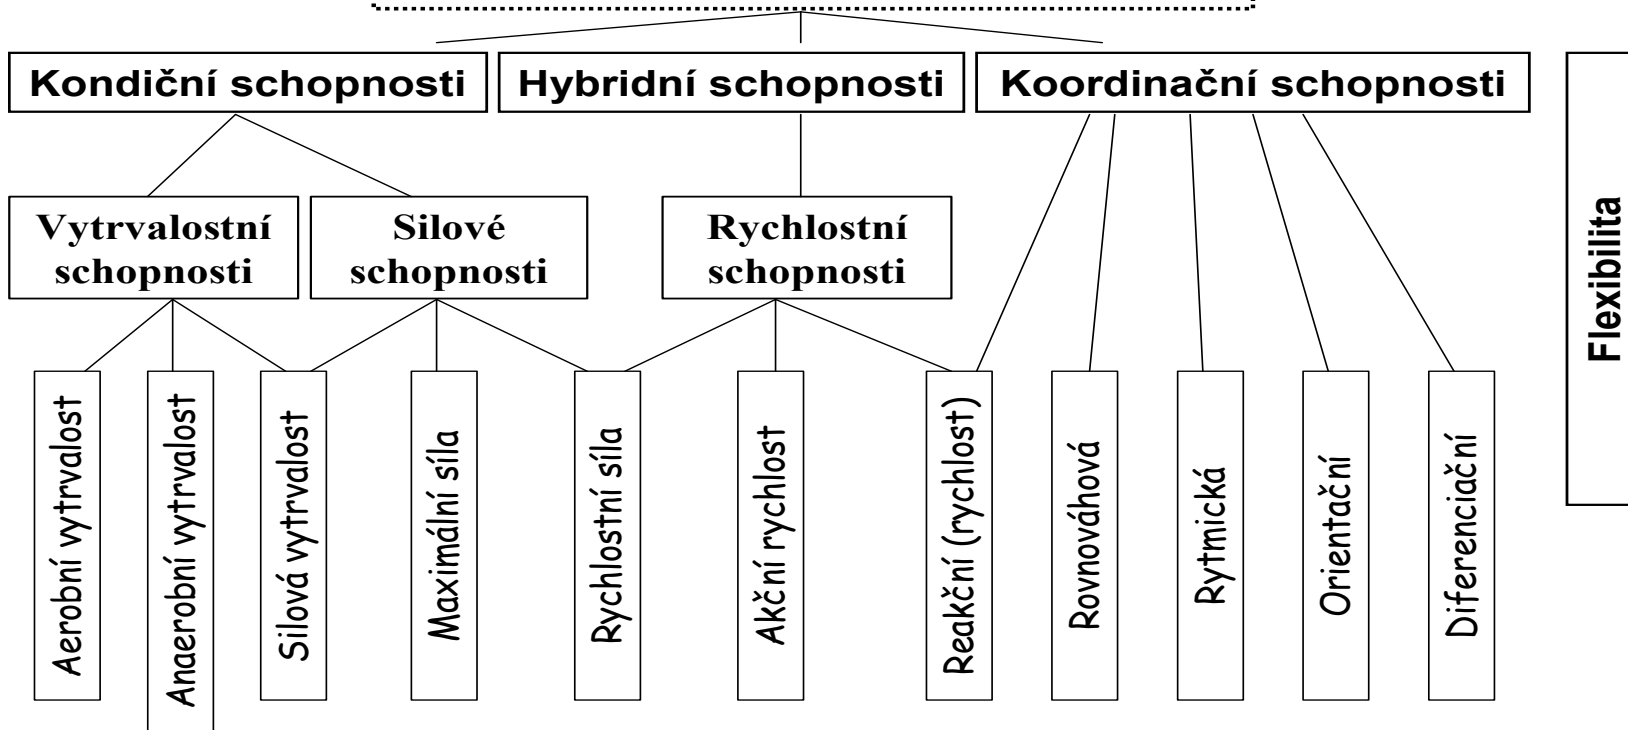 Kondiční schopnosti
Hybridní schopnosti
Koordinační schopnosti
Flexibilita
Vytrvalostní
schopnosti
Silové
schopnosti
Rychlostní
schopnosti
Aerobní vytrvalost
Anaerobní vytrvalost
Silová vytrvalost
Maximální síla
Rychlostní síla
Akční rychlost
Reakční (rychlost)
Rovnováhová
Rytmická
Orientační
Diferenciační